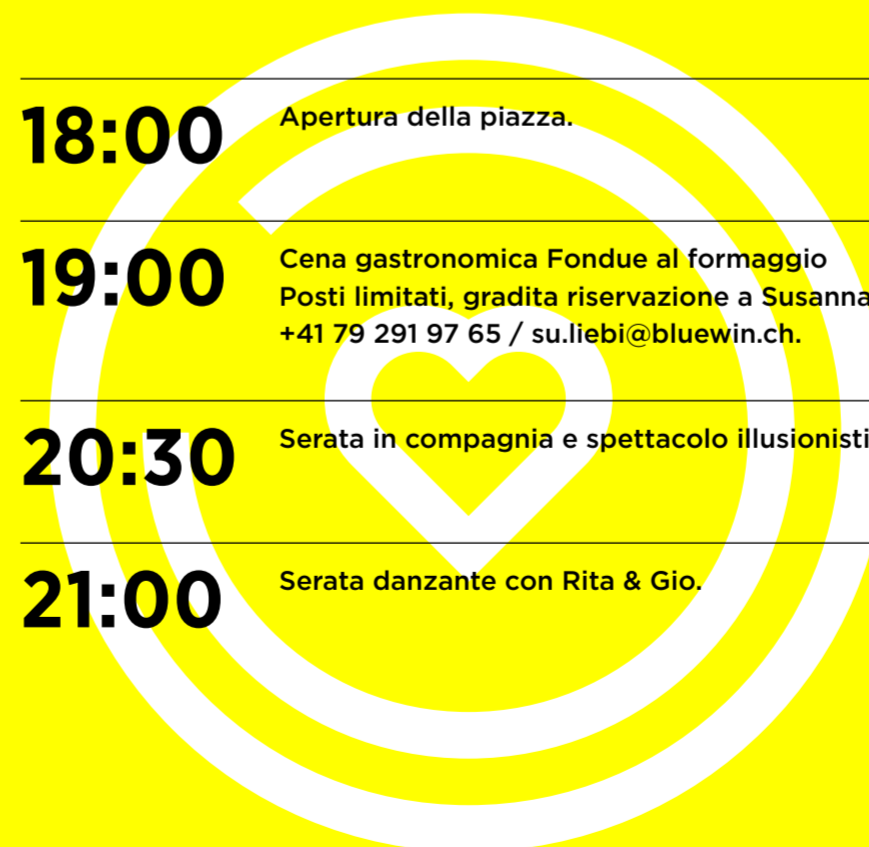 18:00
Apertura della piazza.
19:00
Cena gastronomica Fondue al formaggio
Posti limitati, gradita riservazione a Susanna
+41 79 291 97 65 / su.liebi@bluewin.ch.
20:30
Serata in compagnia e spettacolo illusionisti
21:00
Serata danzante con Rita & Gio.